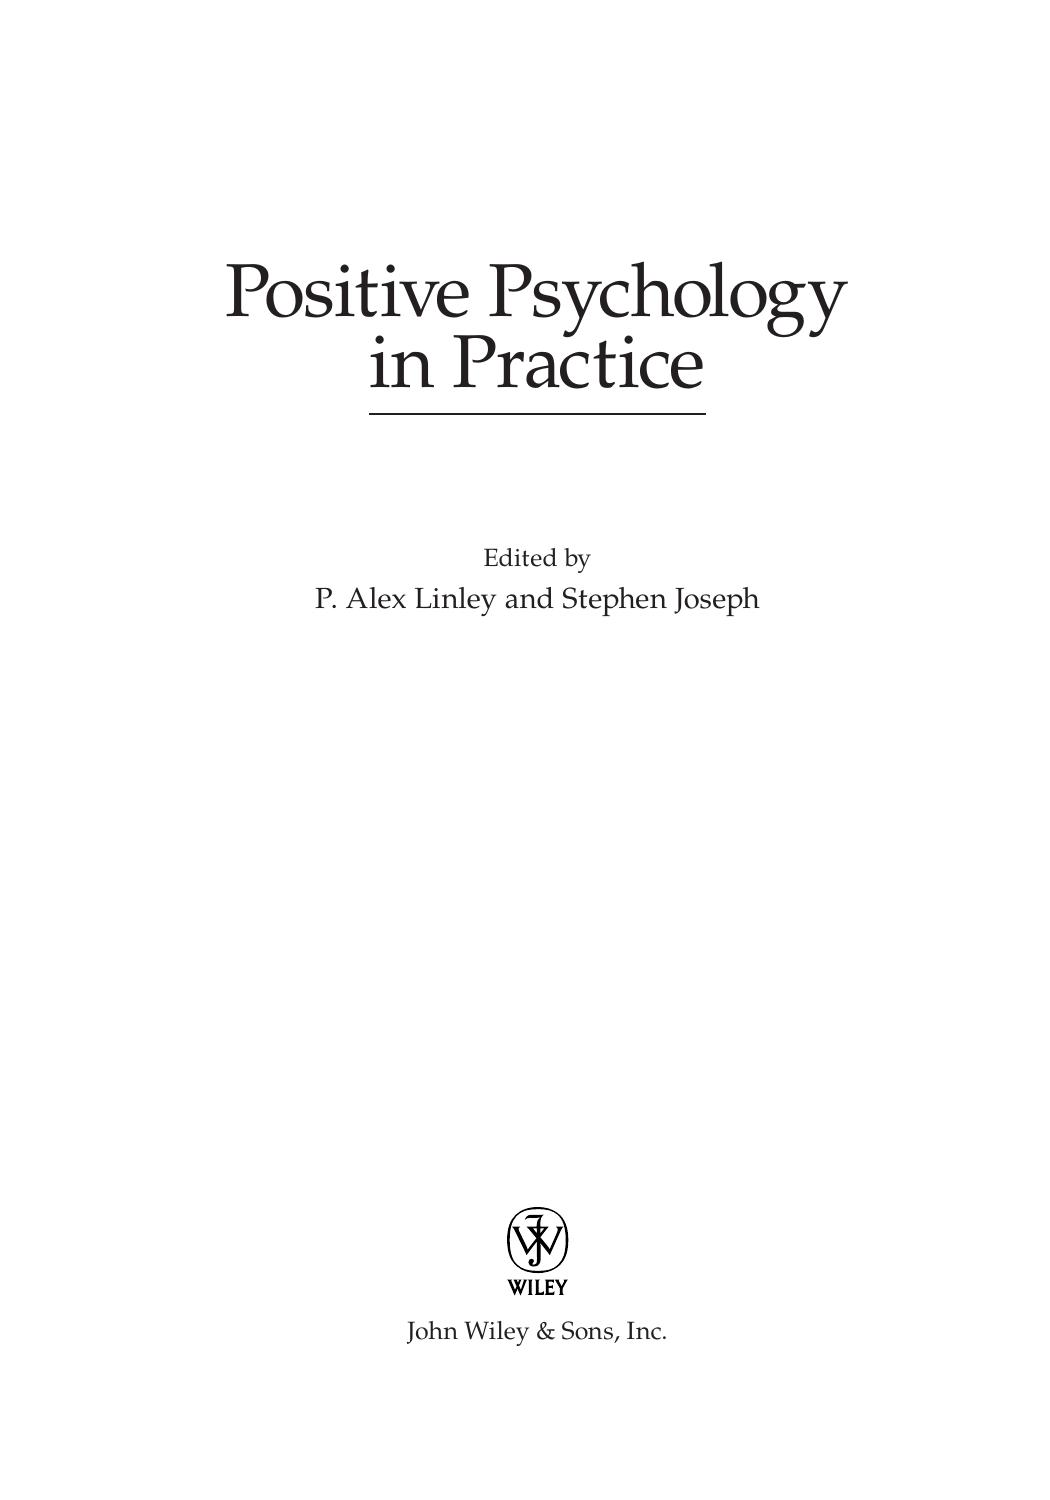 Positive Psychology
in Practice
Edited by
P. Alex Linley and Stephen Joseph
WILEY
John Wiley & Sons, Inc.